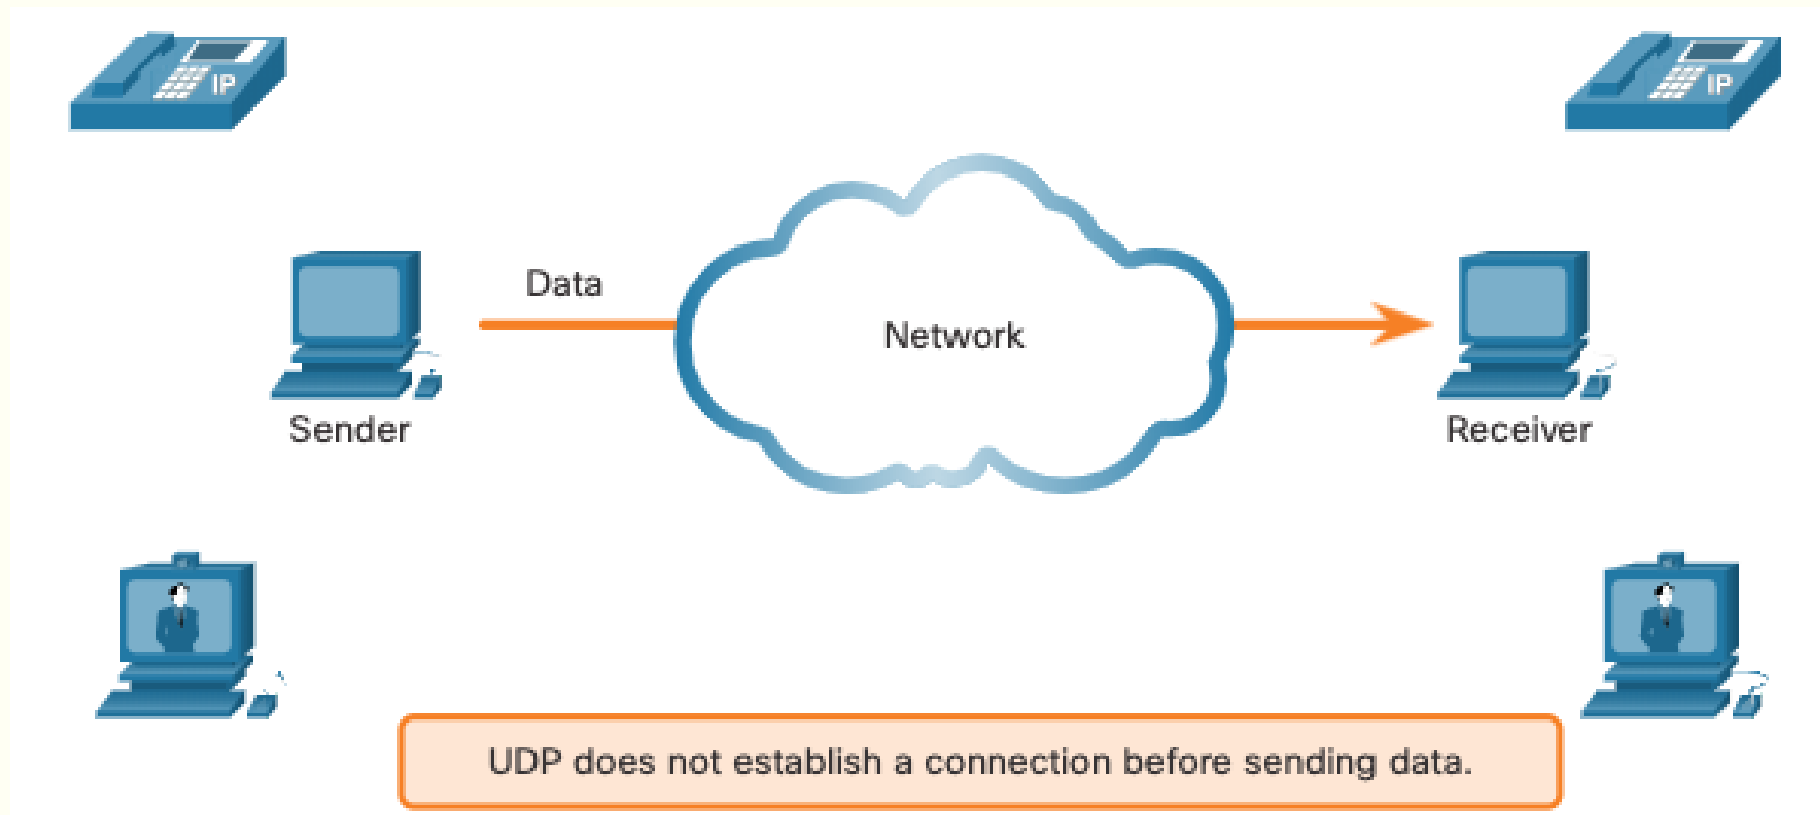 IP
IP
Data
Network
Sender
Receiver
UDP does not establish a connection before sending data.